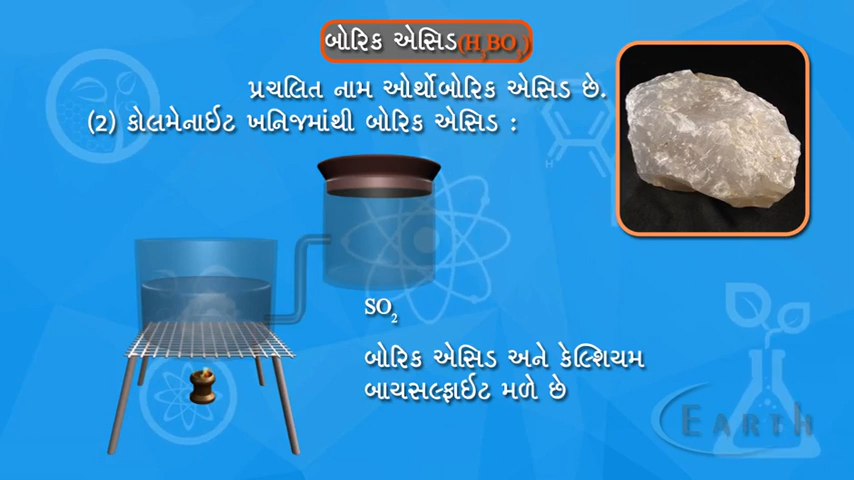 બોરિક એસિડ(H₃BO₃)
પ્રચલિત નામ ઓર્થોબોરિક એસિડ છે.
(2) કોલમેનાઈટ ખનિજમાંથી બોરિક એસિડ :
SO₂
બોરિક એસિડ અને કેલ્શિયમ
બાયસલ્ફાઈટ મળે છે
EARTH